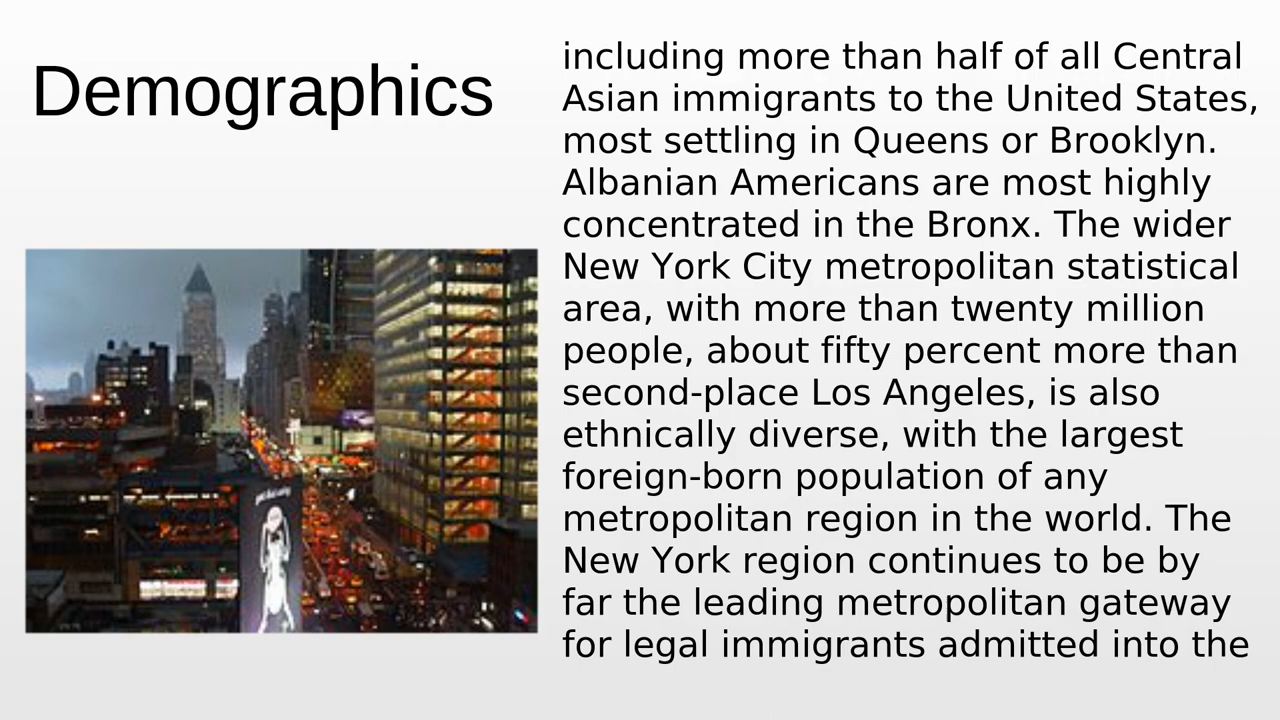 Demographics
including more than half of all Central
Asian immigrants to the United States,
most settling in Queens or Brooklyn.
Albanian Americans are most highly
concentrated in the Bronx. The wider
New York City metropolitan statistical
area, with more than twenty million
people, about fifty percent more than
second-place Los Angeles, is also
ethnically diverse, with the largest
foreign-born population of any
metropolitan region in the world. The
New York region continues to be by
far the leading metropolitan gateway
for legal immigrants admitted into the